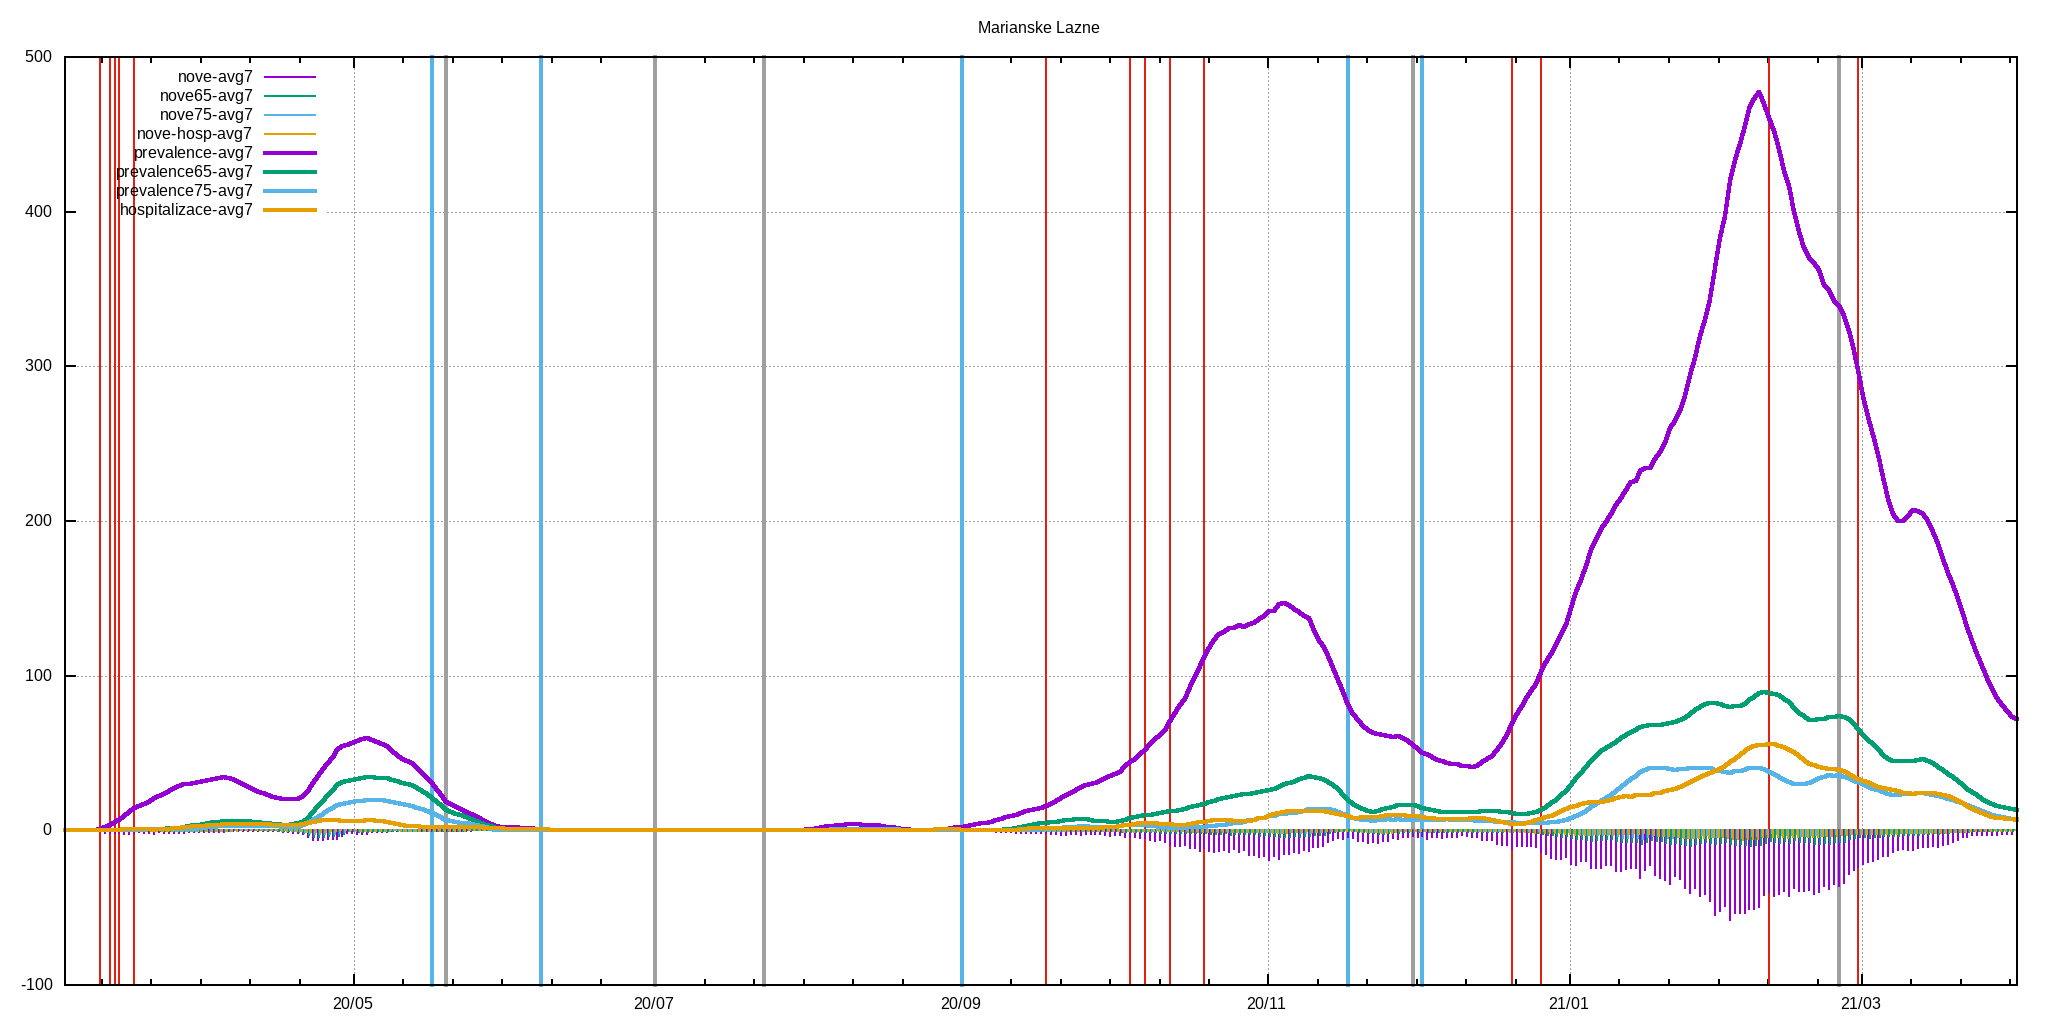 Marianske Lazne
500
400
300
200
100
0
-100
nove-avg7
nove65-avg7
nove75-avg7
nove-hosp-avg7
prevalence-avg7
prevalence65-avg7
prevalence75-avg7
hospitalizace-avg7
20/05
20/07
20/09
20/11
21/01
21/03